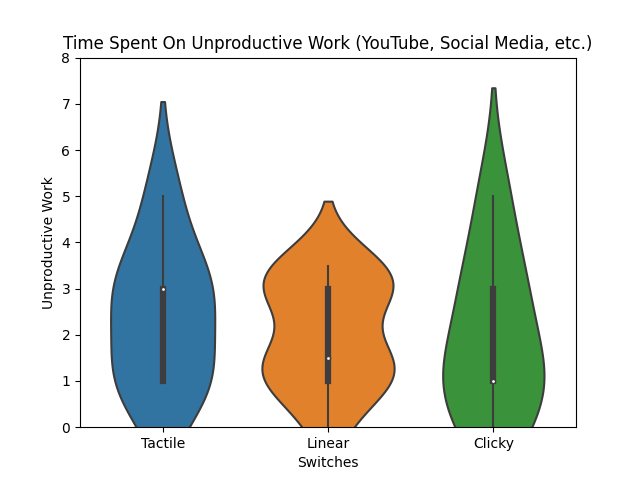 Time Spent On Unproductive Work (YouTube, Social Media, etc.)
8
7
6
5
4
3
2
1
0
Unproductive Work
Tactile Linear Clicky
Switches